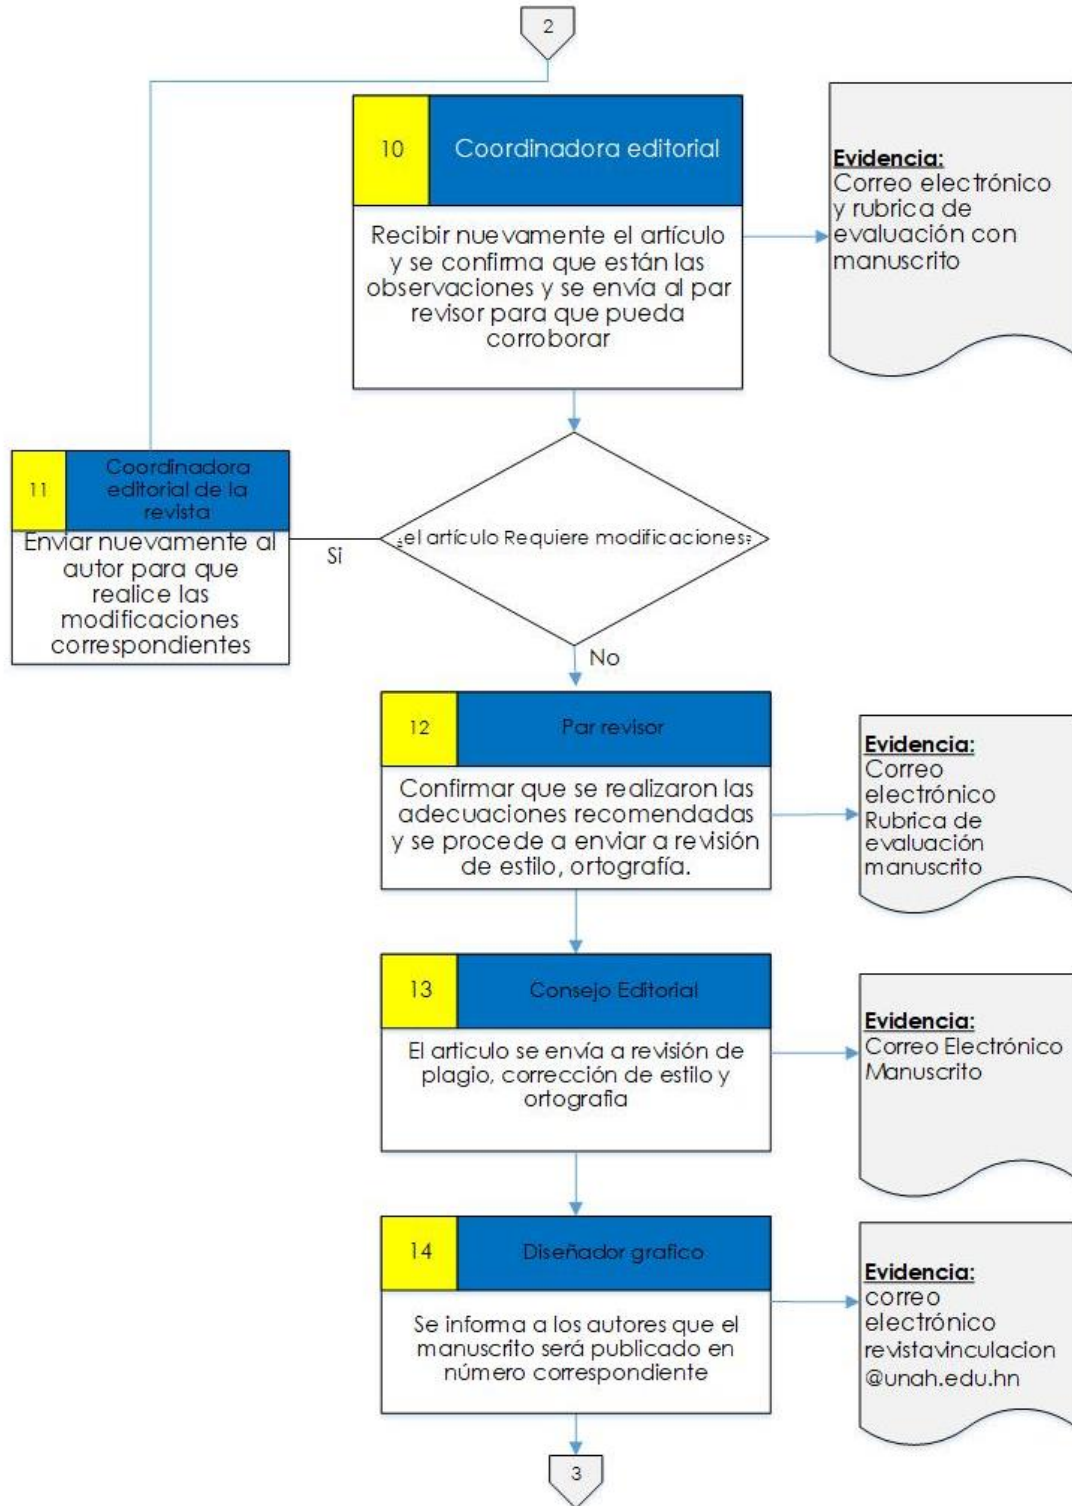 2
10
Coordinadora editorial
Recibir nuevamente el artículo
y se confirma que están las
observaciones y se envía al par
revisor para que pueda
corroborar
Evidencia:
Correo electrónico
y rubrica de
evaluación con
manuscrito
11
Coordinadora
editorial de la
revista
Enviar nuevamente al
autor para que
realice las
modificaciones
correspondientes
Si
¿el artículo Requiere modificaciones?
No
12
Par revisor
Confirmar que se realizaron las
adecuaciones recomendadas
y se procede a enviar a revisión
de estilo, ortografía.
Evidencia:
Correo
electrónico
Rubrica de
evaluación
manuscrito
13
Consejo Editorial
El articulo se envía a revisión de
plagio, corrección de estilo y
ortografia
Evidencia:
Correo Electrónico
Manuscrito
14
Diseñador grafico
Se informa a los autores que el
manuscrito será publicado en
número correspondiente
Evidencia:
correo
electrónico
revistavinculacion
@unah.edu.hn
3